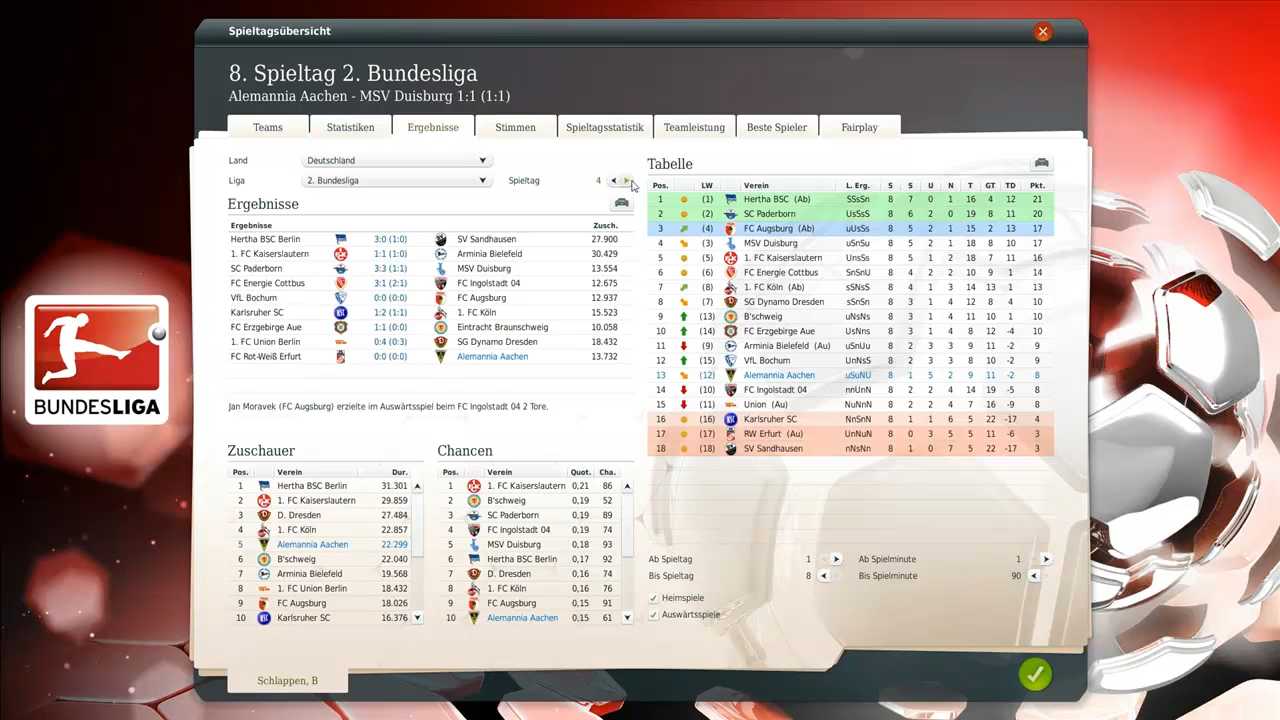 Spieltagsübersicht
8. Spieltag 2. Bundesliga
Alemannia Aachen - MSV Duisburg 1:1 (1:1)
Teams Statistiken Ergebnisse Stimmen Spieltagsstatistik Teamleistung Beste Spieler Fairplay
Land Deutschland
Liga 2. Bundesliga Spieltag 4
Ergebnisse
Ergebnisse Zusch.
Hertha BSC Berlin 3:0 (1:0) SV Sandhausen 27.900
1. FC Kaiserslautern 1:1 (1:0) Arminia Bielefeld 30.429
SC Paderborn 3:3 (1:1) MSV Duisburg 13.554
FC Energie Cottbus 3:1 (2:1) FC Ingolstadt 04 12.675
VfL Bochum 0:0 (0:0) FC Augsburg 12.937
Karlsruher SC 1:2 (1:1) 1. FC Köln 15.523
FC Erzgebirge Aue 1:1 (0:0) Eintracht Braunschweig 10.058
1. FC Union Berlin 0:4 (0:3) SG Dynamo Dresden 18.432
FC Rot-Weiß Erfurt 0:0 (0:0) Alemannia Aachen 13.732
Jan Moravek (FC Augsburg) erzielte im Auswärtsspiel beim FC Ingolstadt 04 2 Tore.
Zuschauer
Pos. Verein Dur.
1 Hertha BSC Berlin 31.301
2 1. FC Kaiserslautern 29.859
3 D. Dresden 27.484
4 1. FC Köln 22.857
5 Alemannia Aachen 22.299
6 B'schweig 22.040
7 Arminia Bielefeld 19.568
8 1. FC Union Berlin 18.432
9 FC Augsburg 18.026
10 Karlsruher SC 16.376
Chancen
Pos. Verein Quot. Cha.
1 1. FC Kaiserslautern 0,21 86
2 B'schweig 0,19 52
3 SC Paderborn 0,19 89
4 FC Ingolstadt 04 0,19 74
5 MSV Duisburg 0,18 93
6 Hertha BSC Berlin 0,17 92
7 D. Dresden 0,16 74
8 1. FC Köln 0,16 76
9 FC Augsburg 0,15 91
10 Alemannia Aachen 0,15 61
Schlappen, B
Tabelle
Pos. LW Verein L. Erg. S S U N T GT TD Pkt.
1 (1) Hertha BSC (Ab) SSsSn 8 7 0 1 16 4 12 21
2 (2) SC Paderborn UsSsS 8 6 2 0 19 8 11 20
3 (4) FC Augsburg (Ab) uUsSs 8 5 2 1 15 2 13 17
4 (3) MSV Duisburg uSnSu 8 5 2 1 18 8 10 17
5 (5) 1. FC Kaiserslautern UnsSs 8 5 1 2 18 7 11 16
6 (6) FC Energie Cottbus SnSnU 8 4 2 2 10 9 1 14
7 (8) 1. FC Köln (Ab) sSNsS 8 4 1 3 14 13 1 13
8 (7) SG Dynamo Dresden sSnSn 8 3 1 4 12 8 4 10
9 (13) B'schweig uSNsNs 8 3 1 4 11 10 1 10
10 (14) FC Erzgebirge Aue UsNns 8 3 1 4 8 12 -4 10
11 (9) Arminia Bielefeld (Au) uSnUu 8 2 3 3 9 11 -2 9
12 (15) VfL Bochum UnNsS 8 2 3 3 8 10 -2 9
13 (12) Alemannia Aachen uSuNU 8 1 5 2 9 11 -2 8
14 (10) FC Ingolstadt 04 nnUnN 8 2 2 4 14 19 -5 8
15 (11) Union (Au) NuNnN 8 2 2 4 7 16 -9 8
16 (16) Karlsruher SC NnSnN 8 1 1 6 5 22 -17 4
17 (17) RW Erfurt (Au) UnNuN 8 0 3 5 5 11 -6 3
18 (18) SV Sandhausen nNsNn 8 1 0 7 5 22 -17 3
Ab Spieltag 1 Ab Spielminute 1
Bis Spieltag 8 Bis Spielminute 90
Heimspiele
Auswärtsspiele
BUNDESLIGA